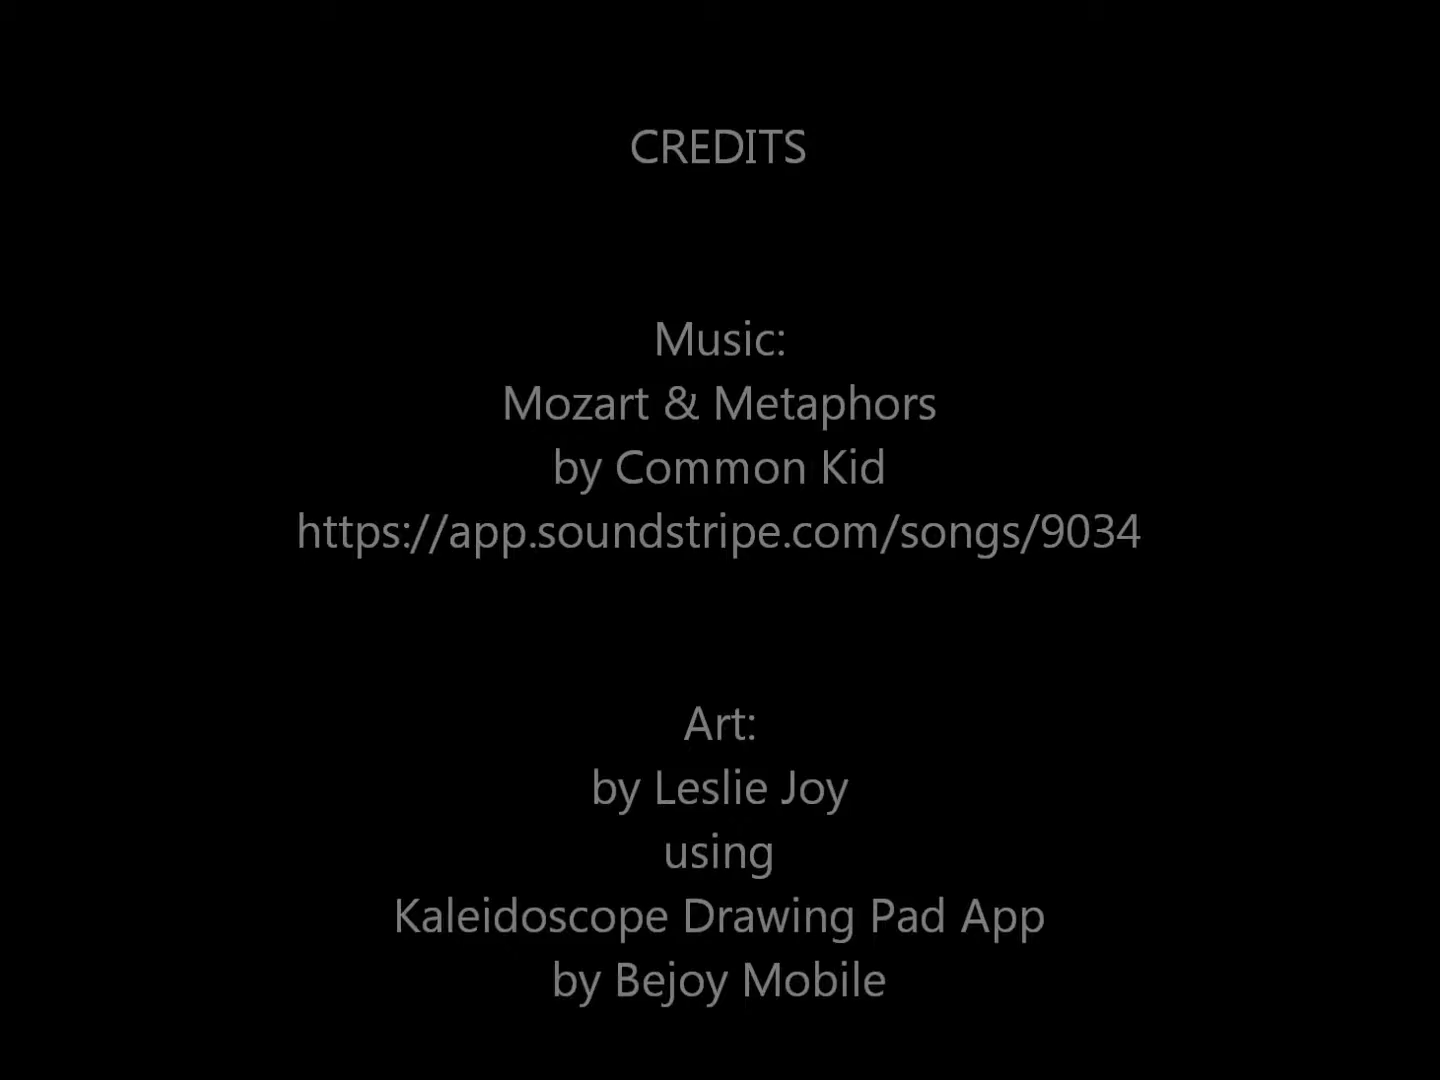 CREDITS
Music:
Mozart & Metaphors
by Common Kid
https://app.soundstripe.com/songs/9034
Art:
by Leslie Joy
using
Kaleidoscope Drawing Pad App
by Bejoy Mobile